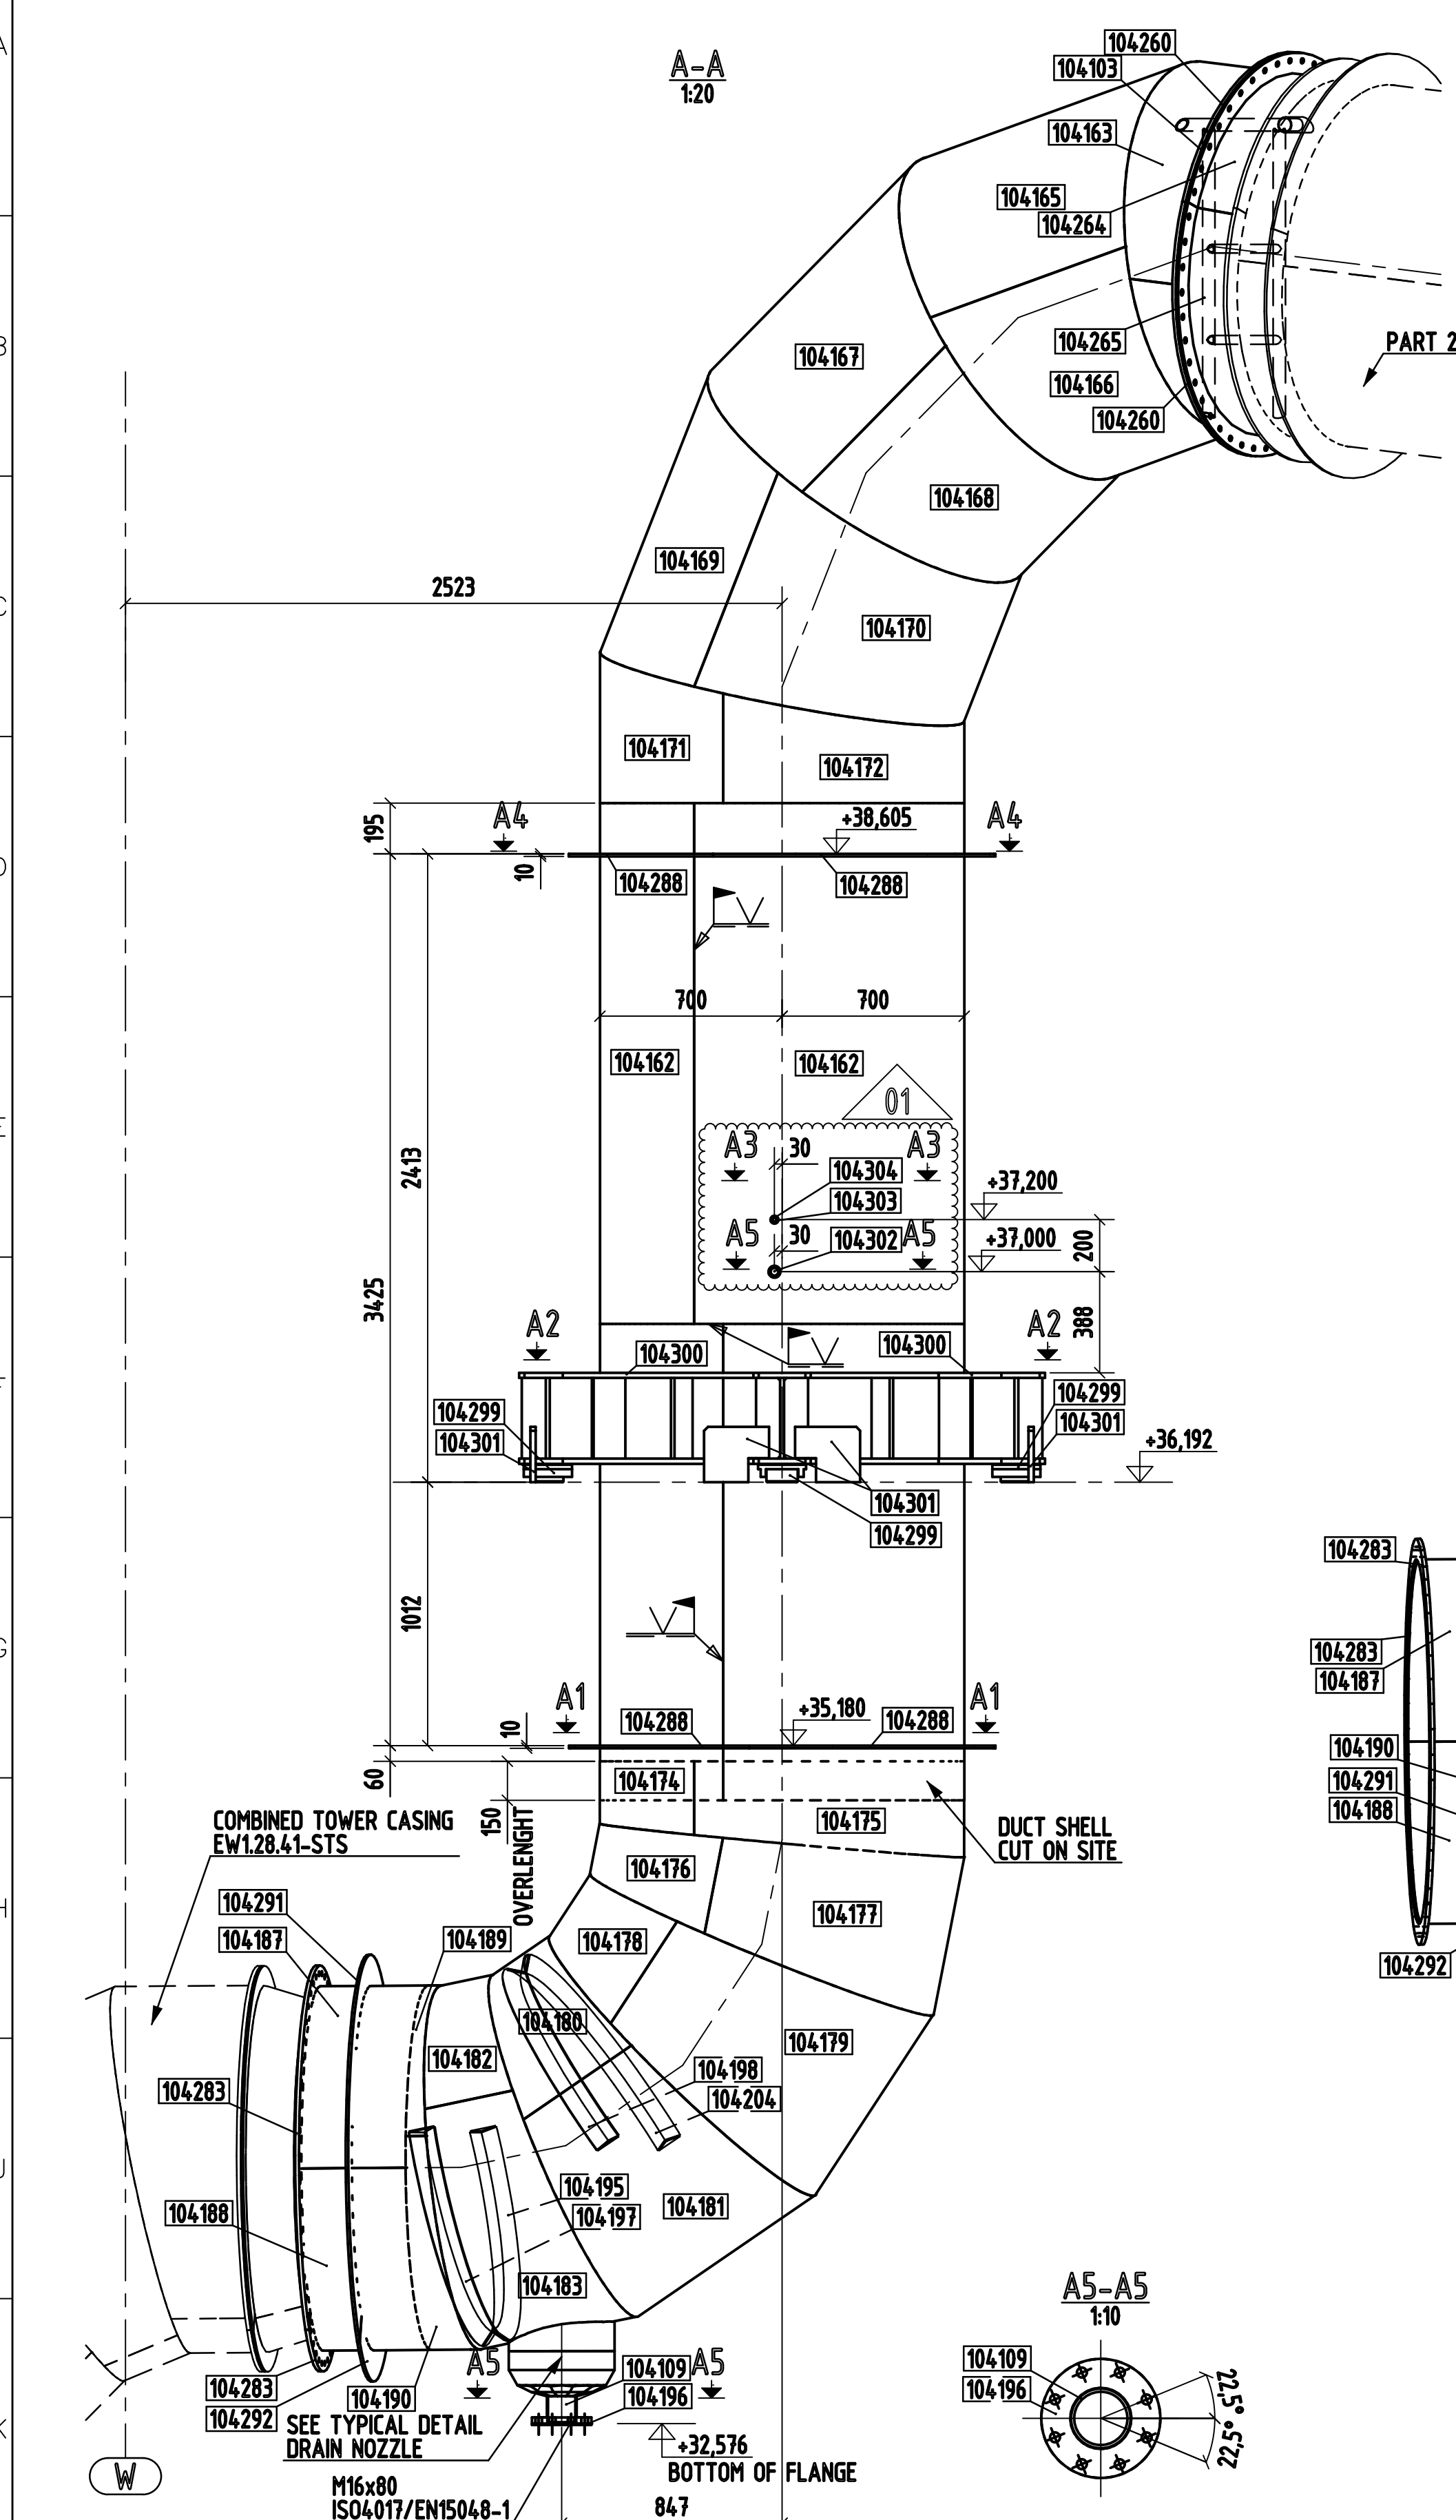 A
A-A
1:20
104260
104103
104163
104165
104264
B
104167
104265
PART 2
104166
104260
104168
104169
C
2523
104170
104171
104172
195
A4
+38,605
A4
D
10
104288
104288
700
700
104162
104162
01
E
2413
A3
30
A3
104304
104303
+37,200
A5
30
104302
A5
+37,000
200
3425
388
A2
A2
104300
104300
104299
104299
104301
104301
+36,192
104301
104299
104283
1012
G
104283
104187
A1
A1
+35,180
104288
104288
10
104190
60
104174
104291
150
OVERLENGHT
104188
COMBINED TOWER CASING
EW1.28.41-STS
104175
DUCT SHELL
CUT ON SITE
104176
104291
H
104177
104187
104189
104178
104292
104180
104179
104182
104198
104283
104204
J
104195
104188
104181
104197
104183
A5-A5
1:10
A5
104109
A5
104109
104283
104190
104196
104196
22,5°
22,5°
104292
SEE TYPICAL DETAIL
DRAIN NOZZLE
K
+32,576
BOTTOM OF FLANGE
W
M16x80
ISO4017/EN15048-1
847